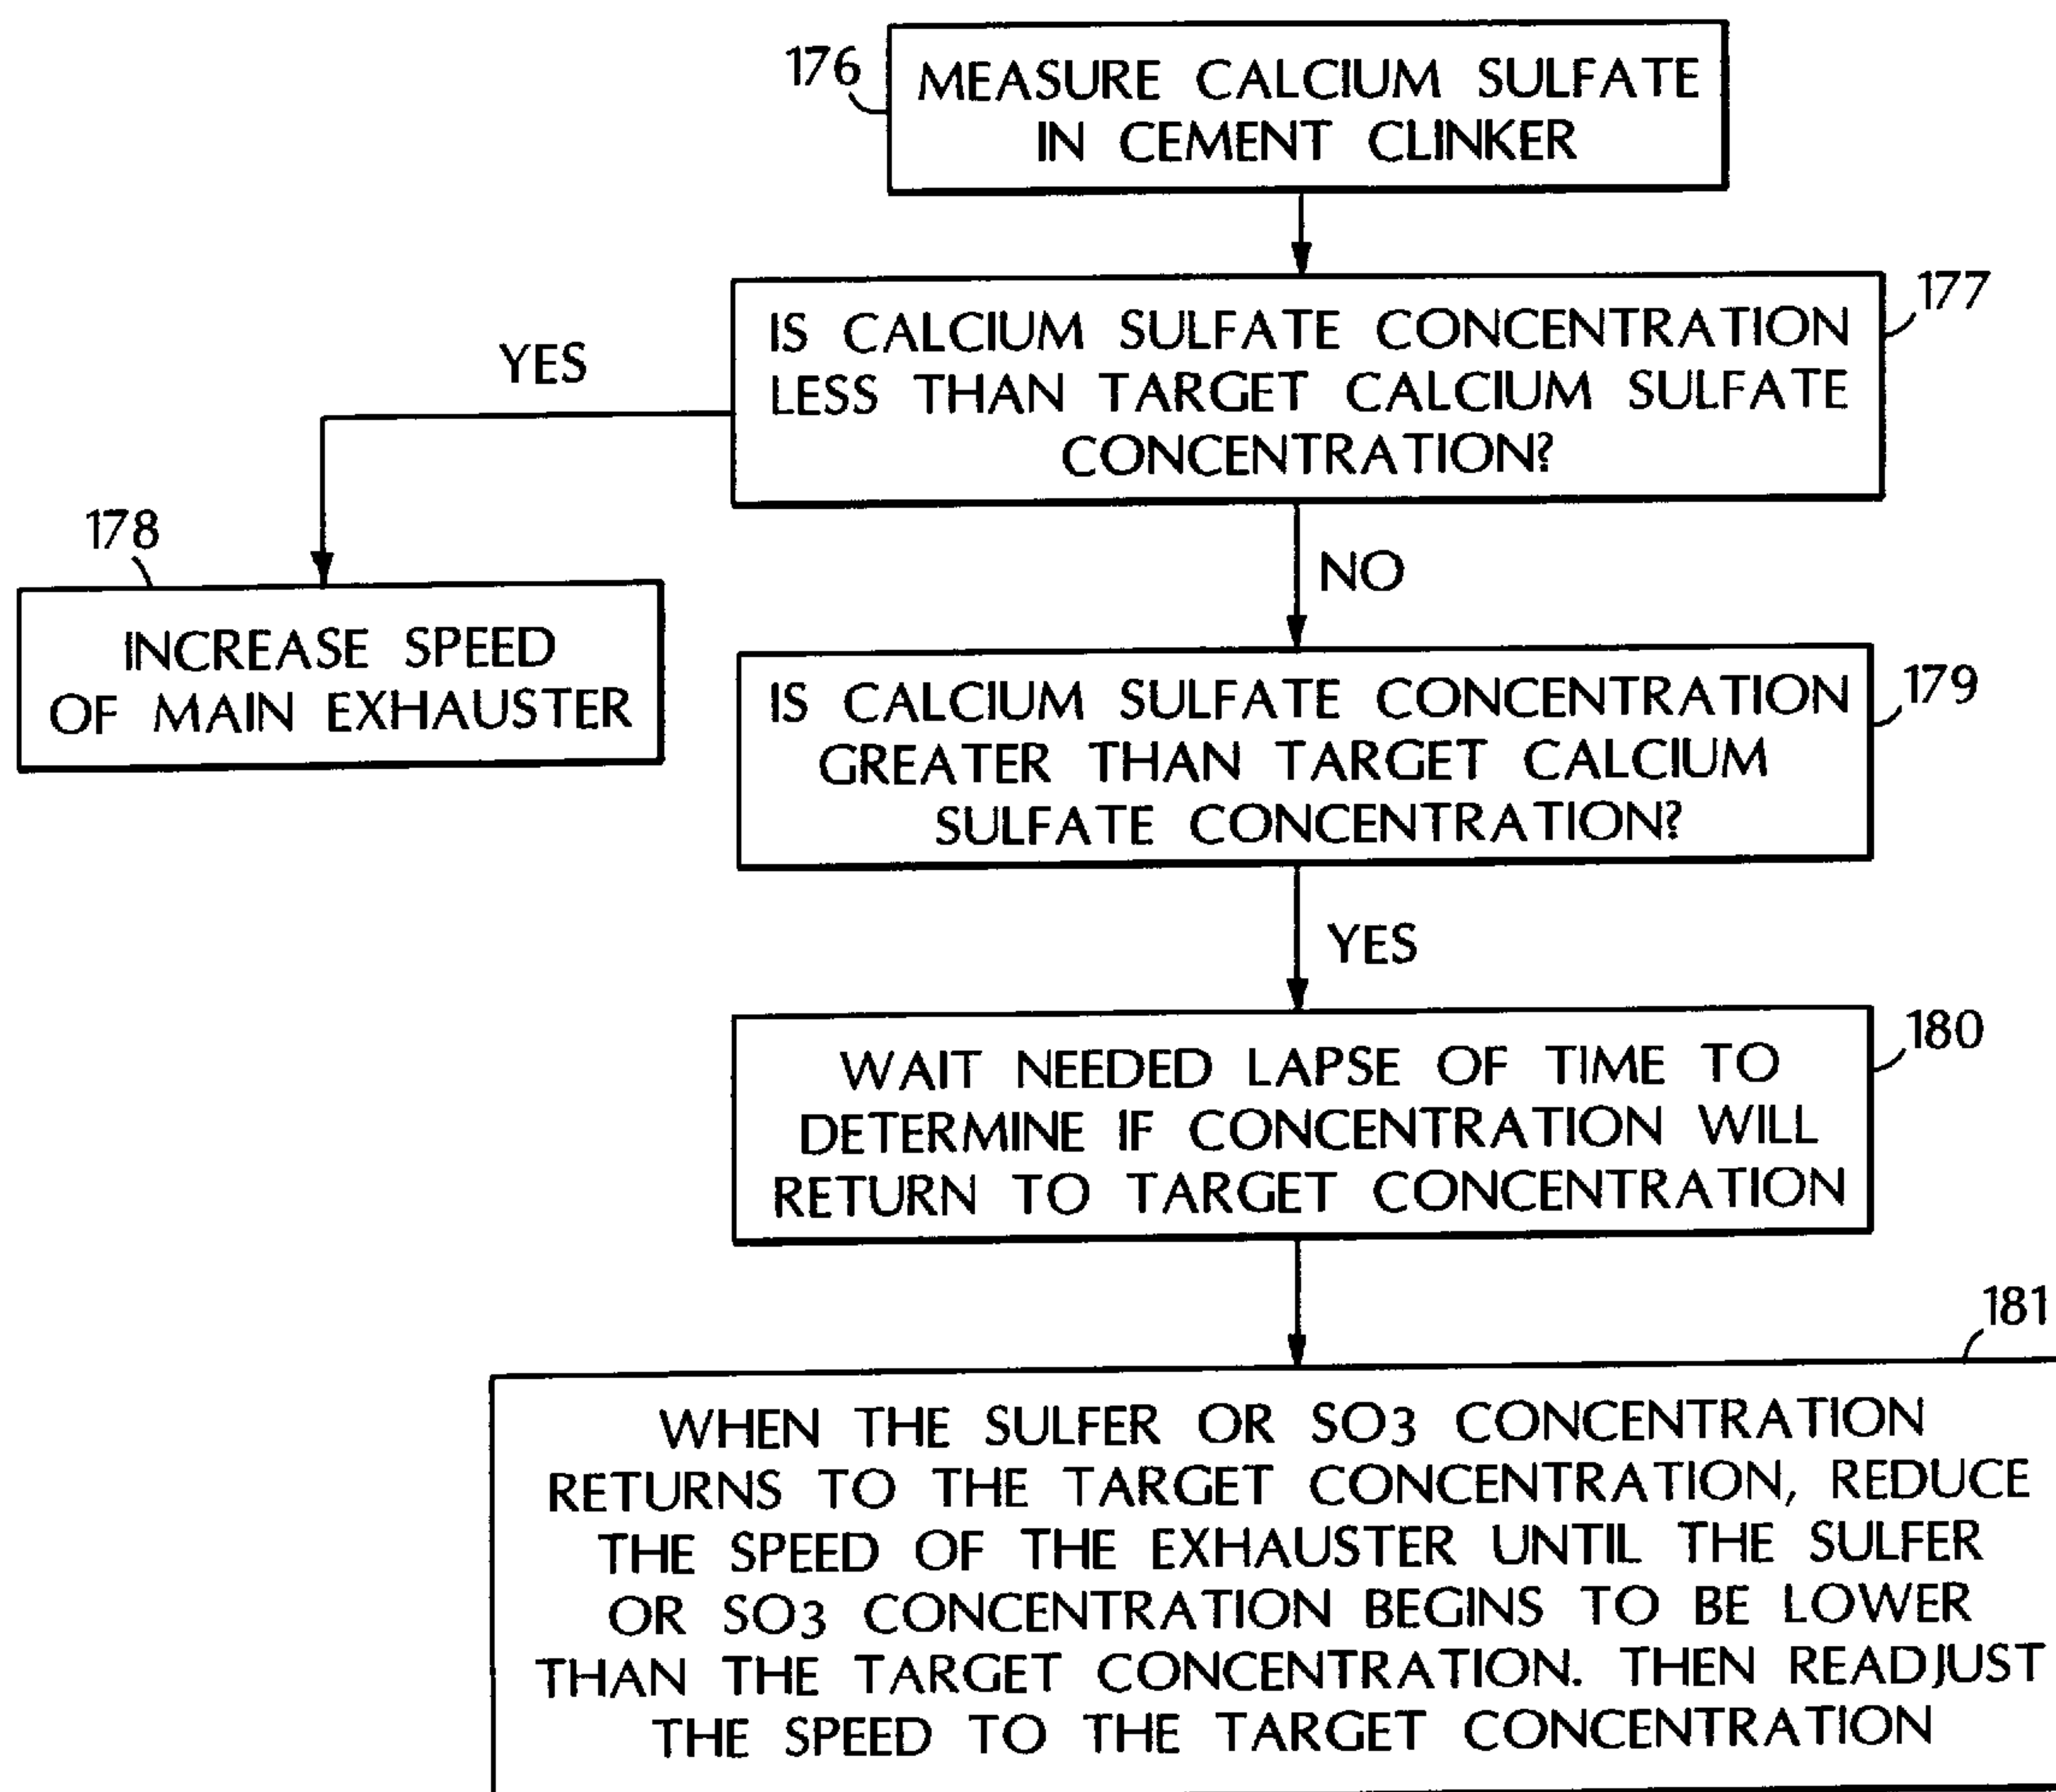 176
MEASURE CALCIUM SULFATE
IN CEMENT CLINKER
177
IS CALCIUM SULFATE CONCENTRATION
LESS THAN TARGET CALCIUM SULFATE
CONCENTRATION?
YES
178
INCREASE SPEED
OF MAIN EXHAUSTER
NO
179
IS CALCIUM SULFATE CONCENTRATION
GREATER THAN TARGET CALCIUM
SULFATE CONCENTRATION?
YES
180
WAIT NEEDED LAPSE OF TIME TO
DETERMINE IF CONCENTRATION WILL
RETURN TO TARGET CONCENTRATION
181
WHEN THE SULFER OR SO3 CONCENTRATION
RETURNS TO THE TARGET CONCENTRATION, REDUCE
THE SPEED OF THE EXHAUSTER UNTIL THE SULFER
OR SO3 CONCENTRATION BEGINS TO BE LOWER
THAN THE TARGET CONCENTRATION. THEN READJUST
THE SPEED TO THE TARGET CONCENTRATION